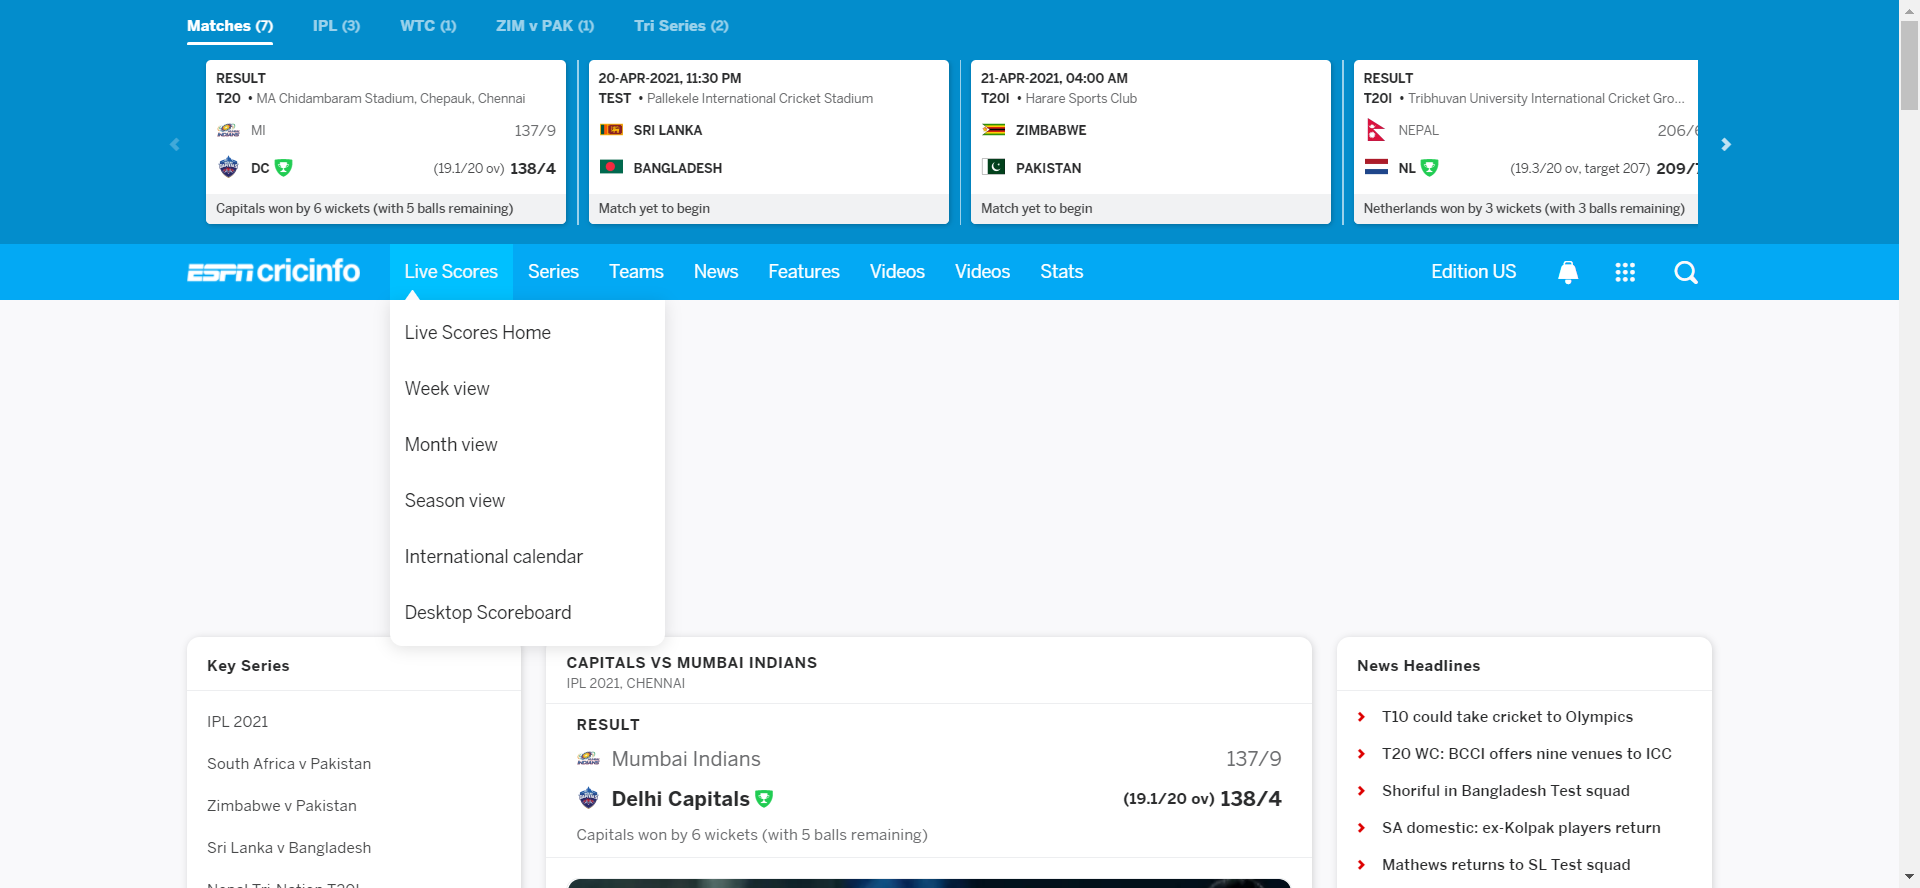 Matches (7) IPL (3) WTC (1) ZIM v PAK (1) Tri Series (2)
RESULT
T20 • MA Chidambaram Stadium, Chepauk, Chennai
MI 137/9
DC (19.1/20 ov) 138/4
Capitals won by 6 wickets (with 5 balls remaining)
20-APR-2021, 11:30 PM
TEST • Pallekele International Cricket Stadium
SRI LANKA
BANGLADESH
Match yet to begin
21-APR-2021, 04:00 AM
T20I • Harare Sports Club
ZIMBABWE
PAKISTAN
Match yet to begin
RESULT
T20I • Tribhuvan University International Cricket Gro...
NEPAL 206/6
NL (19.3/20 ov, target 207) 209/7
Netherlands won by 3 wickets (with 3 balls remaining)
ESPN cricinfo Live Scores Series Teams News Features Videos Videos Stats Edition US
Live Scores Home
Week view
Month view
Season view
International calendar
Desktop Scoreboard
Key Series
IPL 2021
South Africa v Pakistan
Zimbabwe v Pakistan
Sri Lanka v Bangladesh
Nepal Tri-Nation T20I
CAPITALS VS MUMBAI INDIANS
IPL 2021, CHENNAI
RESULT
Mumbai Indians 137/9
Delhi Capitals (19.1/20 ov) 138/4
Capitals won by 6 wickets (with 5 balls remaining)
News Headlines
T10 could take cricket to Olympics
T20 WC: BCCI offers nine venues to ICC
Shoriful in Bangladesh Test squad
SA domestic: ex-Kolpak players return
Mathews returns to SL Test squad